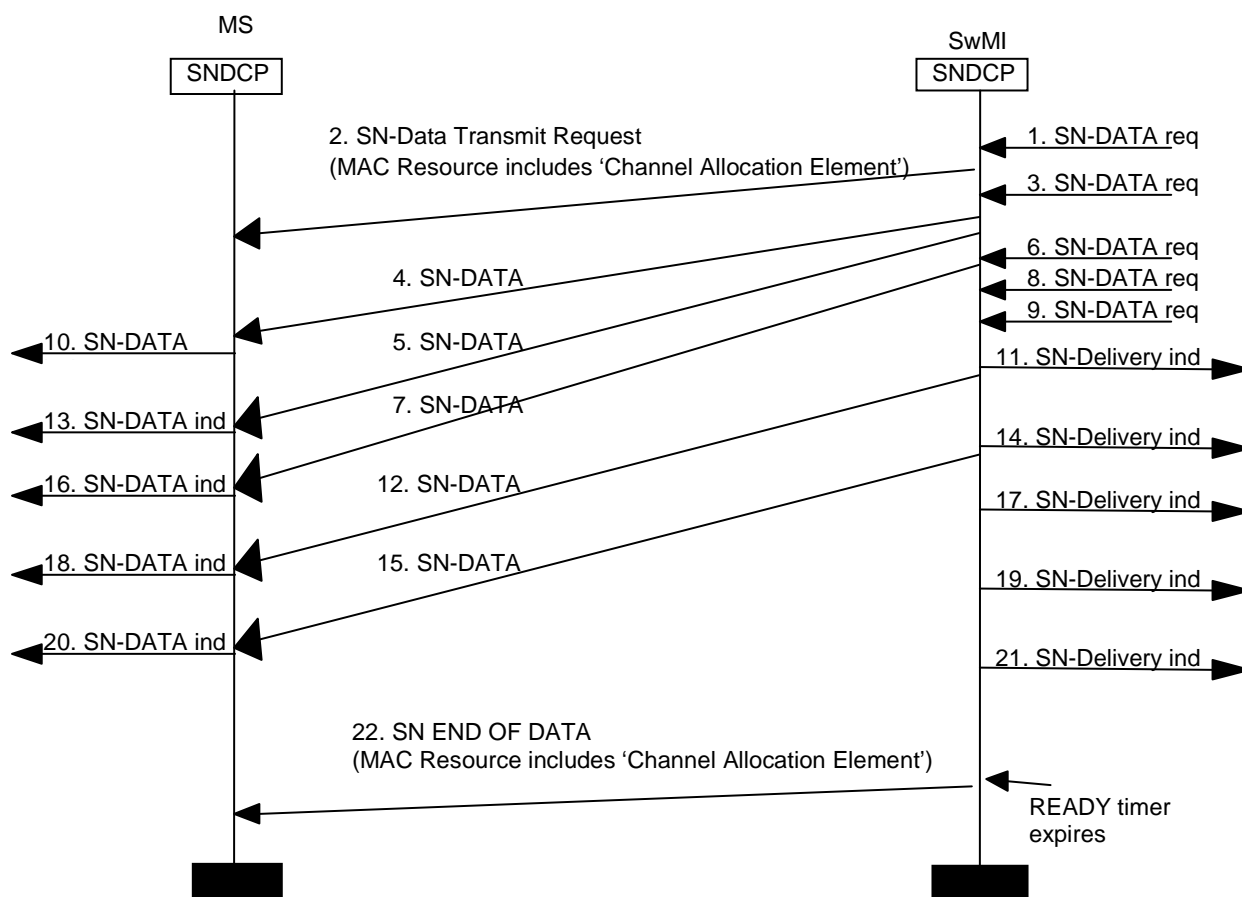 MS
SwMI
SNDCP
SNDCP
2. SN-Data Transmit Request
(MAC Resource includes ‘Channel Allocation Element’)
1. SN-DATA req
3. SN-DATA req
6. SN-DATA req
4. SN-DATA
8. SN-DATA req
9. SN-DATA req
10. SN-DATA
5. SN-DATA
11. SN-Delivery ind
7. SN-DATA
13. SN-DATA ind
14. SN-Delivery ind
16. SN-DATA ind
12. SN-DATA
17. SN-Delivery ind
18. SN-DATA ind
15. SN-DATA
19. SN-Delivery ind
20. SN-DATA ind
21. SN-Delivery ind
22. SN END OF DATA
(MAC Resource includes ‘Channel Allocation Element’)
READY timer
expires